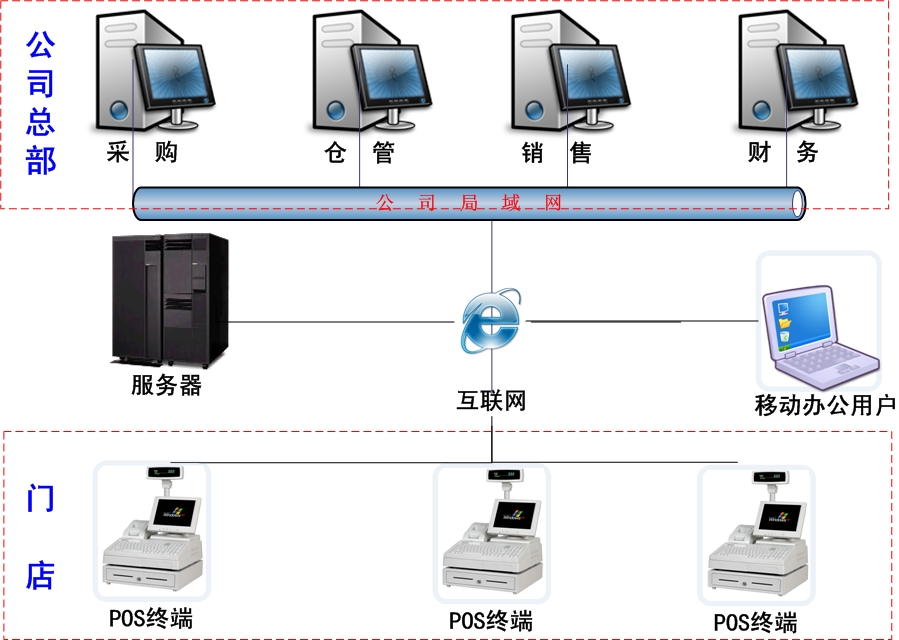 公司总部
采 购
仓 管
销 售
财 务
公 司 局 域 网
服务器
互联网
移动办公用户
门店
POS终端
POS终端
POS终端